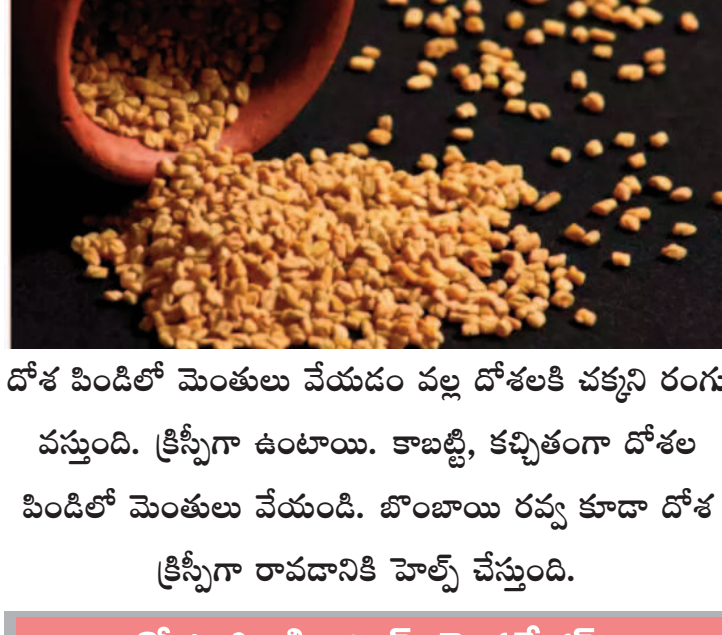 దోశ పిండిలో మెంతులు వేయడం వల్ల దోశలకి చక్కని రంగు
వస్తుంది. క్రిస్పీగా ఉంటాయి. కాబట్టి, కచ్చితంగా దోశల
పిండిలో మెంతులు వేయండి. బొంబాయి రవ్వ కూడా దోశ
క్రిస్పీగా రావడానికి హెల్ప్ చేస్తుంది.